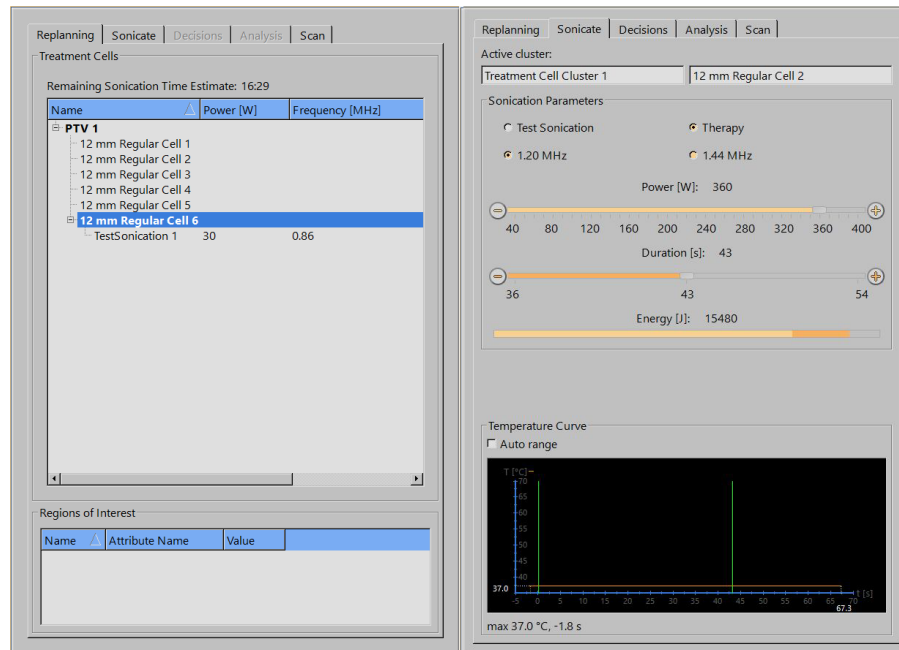 Replanning Sonicate Decisions Analysis Scan
Treatment Cells
Remaining Sonication Time Estimate: 16:29
Name Power [W] Frequency [MHz]
PTV 1
12 mm Regular Cell 1
12 mm Regular Cell 2
12 mm Regular Cell 3
12 mm Regular Cell 4
12 mm Regular Cell 5
12 mm Regular Cell 6
TestSonication 1 30 0.86
Regions of Interest
Name Attribute Name Value
Replanning Sonicate Decisions Analysis Scan
Active cluster:
Treatment Cell Cluster 1 12 mm Regular Cell 2
Sonication Parameters
Test Sonication Therapy
1.20 MHz 1.44 MHz
Power [W]: 360
40 80 120 160 200 240 280 320 360 400
Duration [s]: 43
36 43 54
Energy [J]: 15480
Temperature Curve
Auto range
T [°C]
70
65
60
55
50
45
40
37.0
-5 0 5 10 15 20 25 30 35 40 45 50 55 60 65 70 t [s]
67.3
max 37.0 °C, -1.8 s